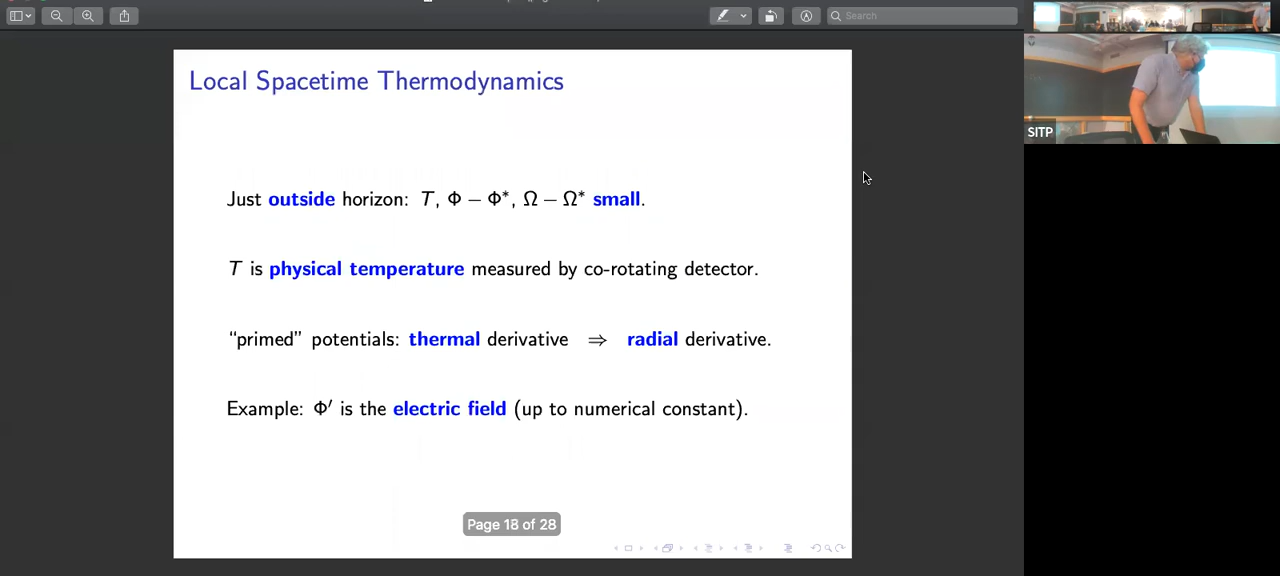 Search
Local Spacetime Thermodynamics
Just outside horizon: T, Φ − Φ*, Ω − Ω* small.
T is physical temperature measured by co-rotating detector.
“primed” potentials: thermal derivative ⇒ radial derivative.
Example: Φ′ is the electric field (up to numerical constant).
Page 18 of 28
SITP